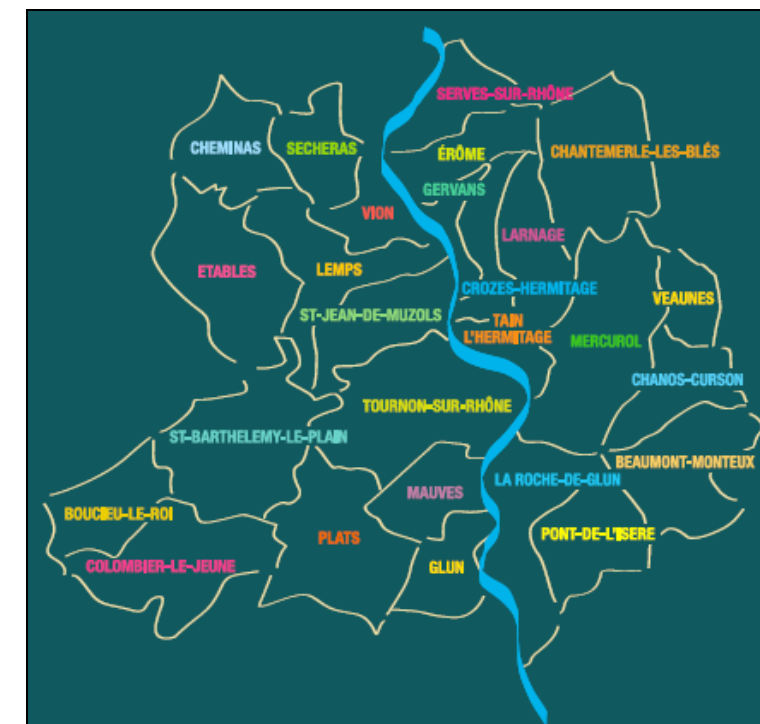 SERVES-SUR-RHÔNE
CHEMINAS
SECHERAS
ÉRÔME
CHANTEMERLE-LES-BLÉS
GERVANS
VION
LARNAGE
ETABLES
LEMPS
CROZES-HERMITAGE
VEAUNES
ST-JEAN-DE-MUZOLS
TAIN
L'HERMITAGE
MERCUROL
CHANOS-CURSON
TOURNON-SUR-RHÔNE
ST-BARTHELEMY-LE-PLAIN
BEAUMONT-MONTEUX
MAUVES
LA ROCHE-DE-GLUN
BOUCIEU-LE-ROI
PLATS
PONT-DE-L'ISERE
COLOMBIER-LE-JEUNE
GLUN